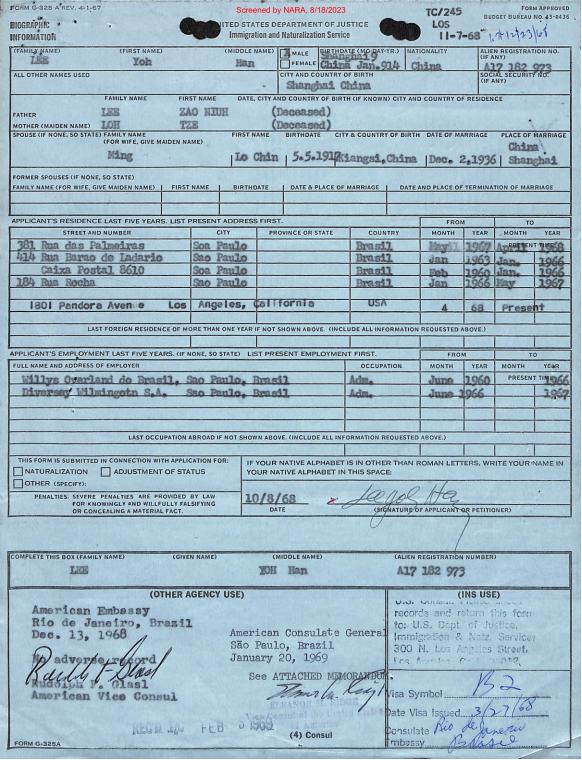 FORM G-325 A REV. 4-1-67
Screened by NARA, 8/18/2023
TC/245
FORM APPROVED
BUDGET BUREAU NO. 43-0436
BIOGRAPHIC
INFORMATION
UNITED STATES DEPARTMENT OF JUSTICE
Immigration and Naturalization Service
LOS
11-7-68
(FAMILY NAME) (FIRST NAME) (MIDDLE NAME) MALE FEMALE BIRTHDATE (MO.-DAY-YR.) NATIONALITY ALIEN REGISTRATION NO. (IF ANY)
LEE Yoh Han China Jan. 914 China A17 182 973
ALL OTHER NAMES USED CITY AND COUNTRY OF BIRTH SOCIAL SECURITY NO. (IF ANY)
Shanghai China
FAMILY NAME FIRST NAME DATE, CITY AND COUNTRY OF BIRTH (IF KNOWN) CITY AND COUNTRY OF RESIDENCE
FATHER LEE ZAO NIUH (Deceased)
MOTHER (MAIDEN NAME) LOH TZE (Deceased)
SPOUSE (IF NONE, SO STATE) FAMILY NAME (FOR WIFE, GIVE MAIDEN NAME) FIRST NAME BIRTHDATE CITY & COUNTRY OF BIRTH DATE OF MARRIAGE PLACE OF MARRIAGE
Ming Lo Chin 5.5.1917 Kiangsi, China Dec. 2, 1936 China Shanghai
FORMER SPOUSES (IF NONE, SO STATE)
FAMILY NAME (FOR WIFE, GIVE MAIDEN NAME) FIRST NAME BIRTHDATE DATE & PLACE OF MARRIAGE DATE AND PLACE OF TERMINATION OF MARRIAGE
APPLICANT'S RESIDENCE LAST FIVE YEARS. LIST PRESENT ADDRESS FIRST. FROM TO
STREET AND NUMBER CITY PROVINCE OR STATE COUNTRY MONTH YEAR MONTH YEAR
PRESENT TIME
381 Rua das Palmeiras Soa Paulo Brasil 1967 April 1968
414 Rua Barao de Ladario Sao Paulo Brasil Jan 1963 Jan. 1966
Caixa Postal 8610 Sao Paulo Brasil Feb 1960 Jan. 1966
184 Rua Rocha Sao Paulo Brasil Jan 1966 May 1967
1801 Pandora Avenue Los Angeles, California USA 4 68 Present
LAST FOREIGN RESIDENCE OF MORE THAN ONE YEAR IF NOT SHOWN ABOVE. (INCLUDE ALL INFORMATION REQUESTED ABOVE.)
APPLICANT'S EMPLOYMENT LAST FIVE YEARS. (IF NONE, SO STATE) LIST PRESENT EMPLOYMENT FIRST. FROM TO
FULL NAME AND ADDRESS OF EMPLOYER OCCUPATION MONTH YEAR MONTH YEAR
PRESENT TIME
Willys Overland do Brasil, Sao Paulo, Brasil Adm. June 1960 1966
Diversey Wilmingotn S.A. Sao Paulo, Brasil Adm. June 1966 1967
LAST OCCUPATION ABROAD IF NOT SHOWN ABOVE. (INCLUDE ALL INFORMATION REQUESTED ABOVE.)
THIS FORM IS SUBMITTED IN CONNECTION WITH APPLICATION FOR:
NATURALIZATION ADJUSTMENT OF STATUS
OTHER (SPECIFY):
IF YOUR NATIVE ALPHABET IS IN OTHER THAN ROMAN LETTERS, WRITE YOUR NAME IN
YOUR NATIVE ALPHABET IN THIS SPACE:
PENALTIES: SEVERE PENALTIES ARE PROVIDED BY LAW
FOR KNOWINGLY AND WILLFULLY FALSIFYING
OR CONCEALING A MATERIAL FACT.
10/8/68
DATE
(SIGNATURE OF APPLICANT OR PETITIONER)
COMPLETE THIS BOX (FAMILY NAME) (GIVEN NAME) (MIDDLE NAME) (ALIEN REGISTRATION NUMBER)
LEE YOH Han A17 182 973
(OTHER AGENCY USE)
American Embassy
Rio de Janeiro, Brazil
Dec. 13, 1968
No adverse record
Rudolph F. Glasl
American Vice Consul
American Consulate General
São Paulo, Brazil
January 20, 1969
See ATTACHED MEMORANDUM
REC'D FEB 3 1969
(4) Consul
(INS USE)
records and return this form
to: U.S. Dept. of Justice,
Immigration & Natz. Service
300 N. Los Angeles Street,
Los Angeles
Visa Symbol B2
Date Visa Issued 3/27/68
Consulate Rio de Janeiro
Embassy Brasil
FORM G-325A